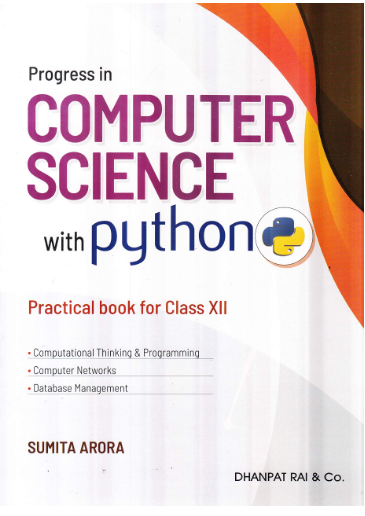 Progress in
COMPUTER
SCIENCE
with python
Practical book for Class XII
• Computational Thinking & Programming
• Computer Networks
• Database Management
SUMITA ARORA
DHANPAT RAI & Co.